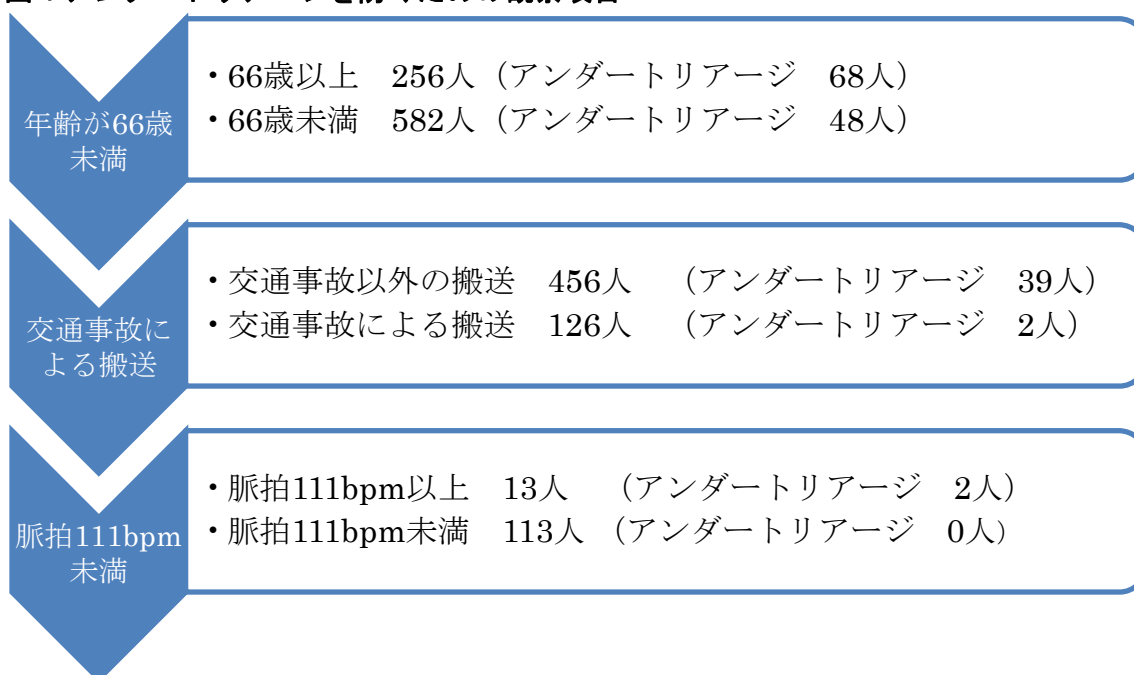 年齢が66歳
未満
・66歳以上　256人（アンダートリアージ　68人）
・66歳未満　582人（アンダートリアージ　48人）
交通事故に
よる搬送
・交通事故以外の搬送　456人　（アンダートリアージ　39人）
・交通事故による搬送　126人　（アンダートリアージ　2人）
脈拍111bpm
未満
・脈拍111bpm以上　13人　（アンダートリアージ　2人）
・脈拍111bpm未満　113人　（アンダートリアージ　0人）